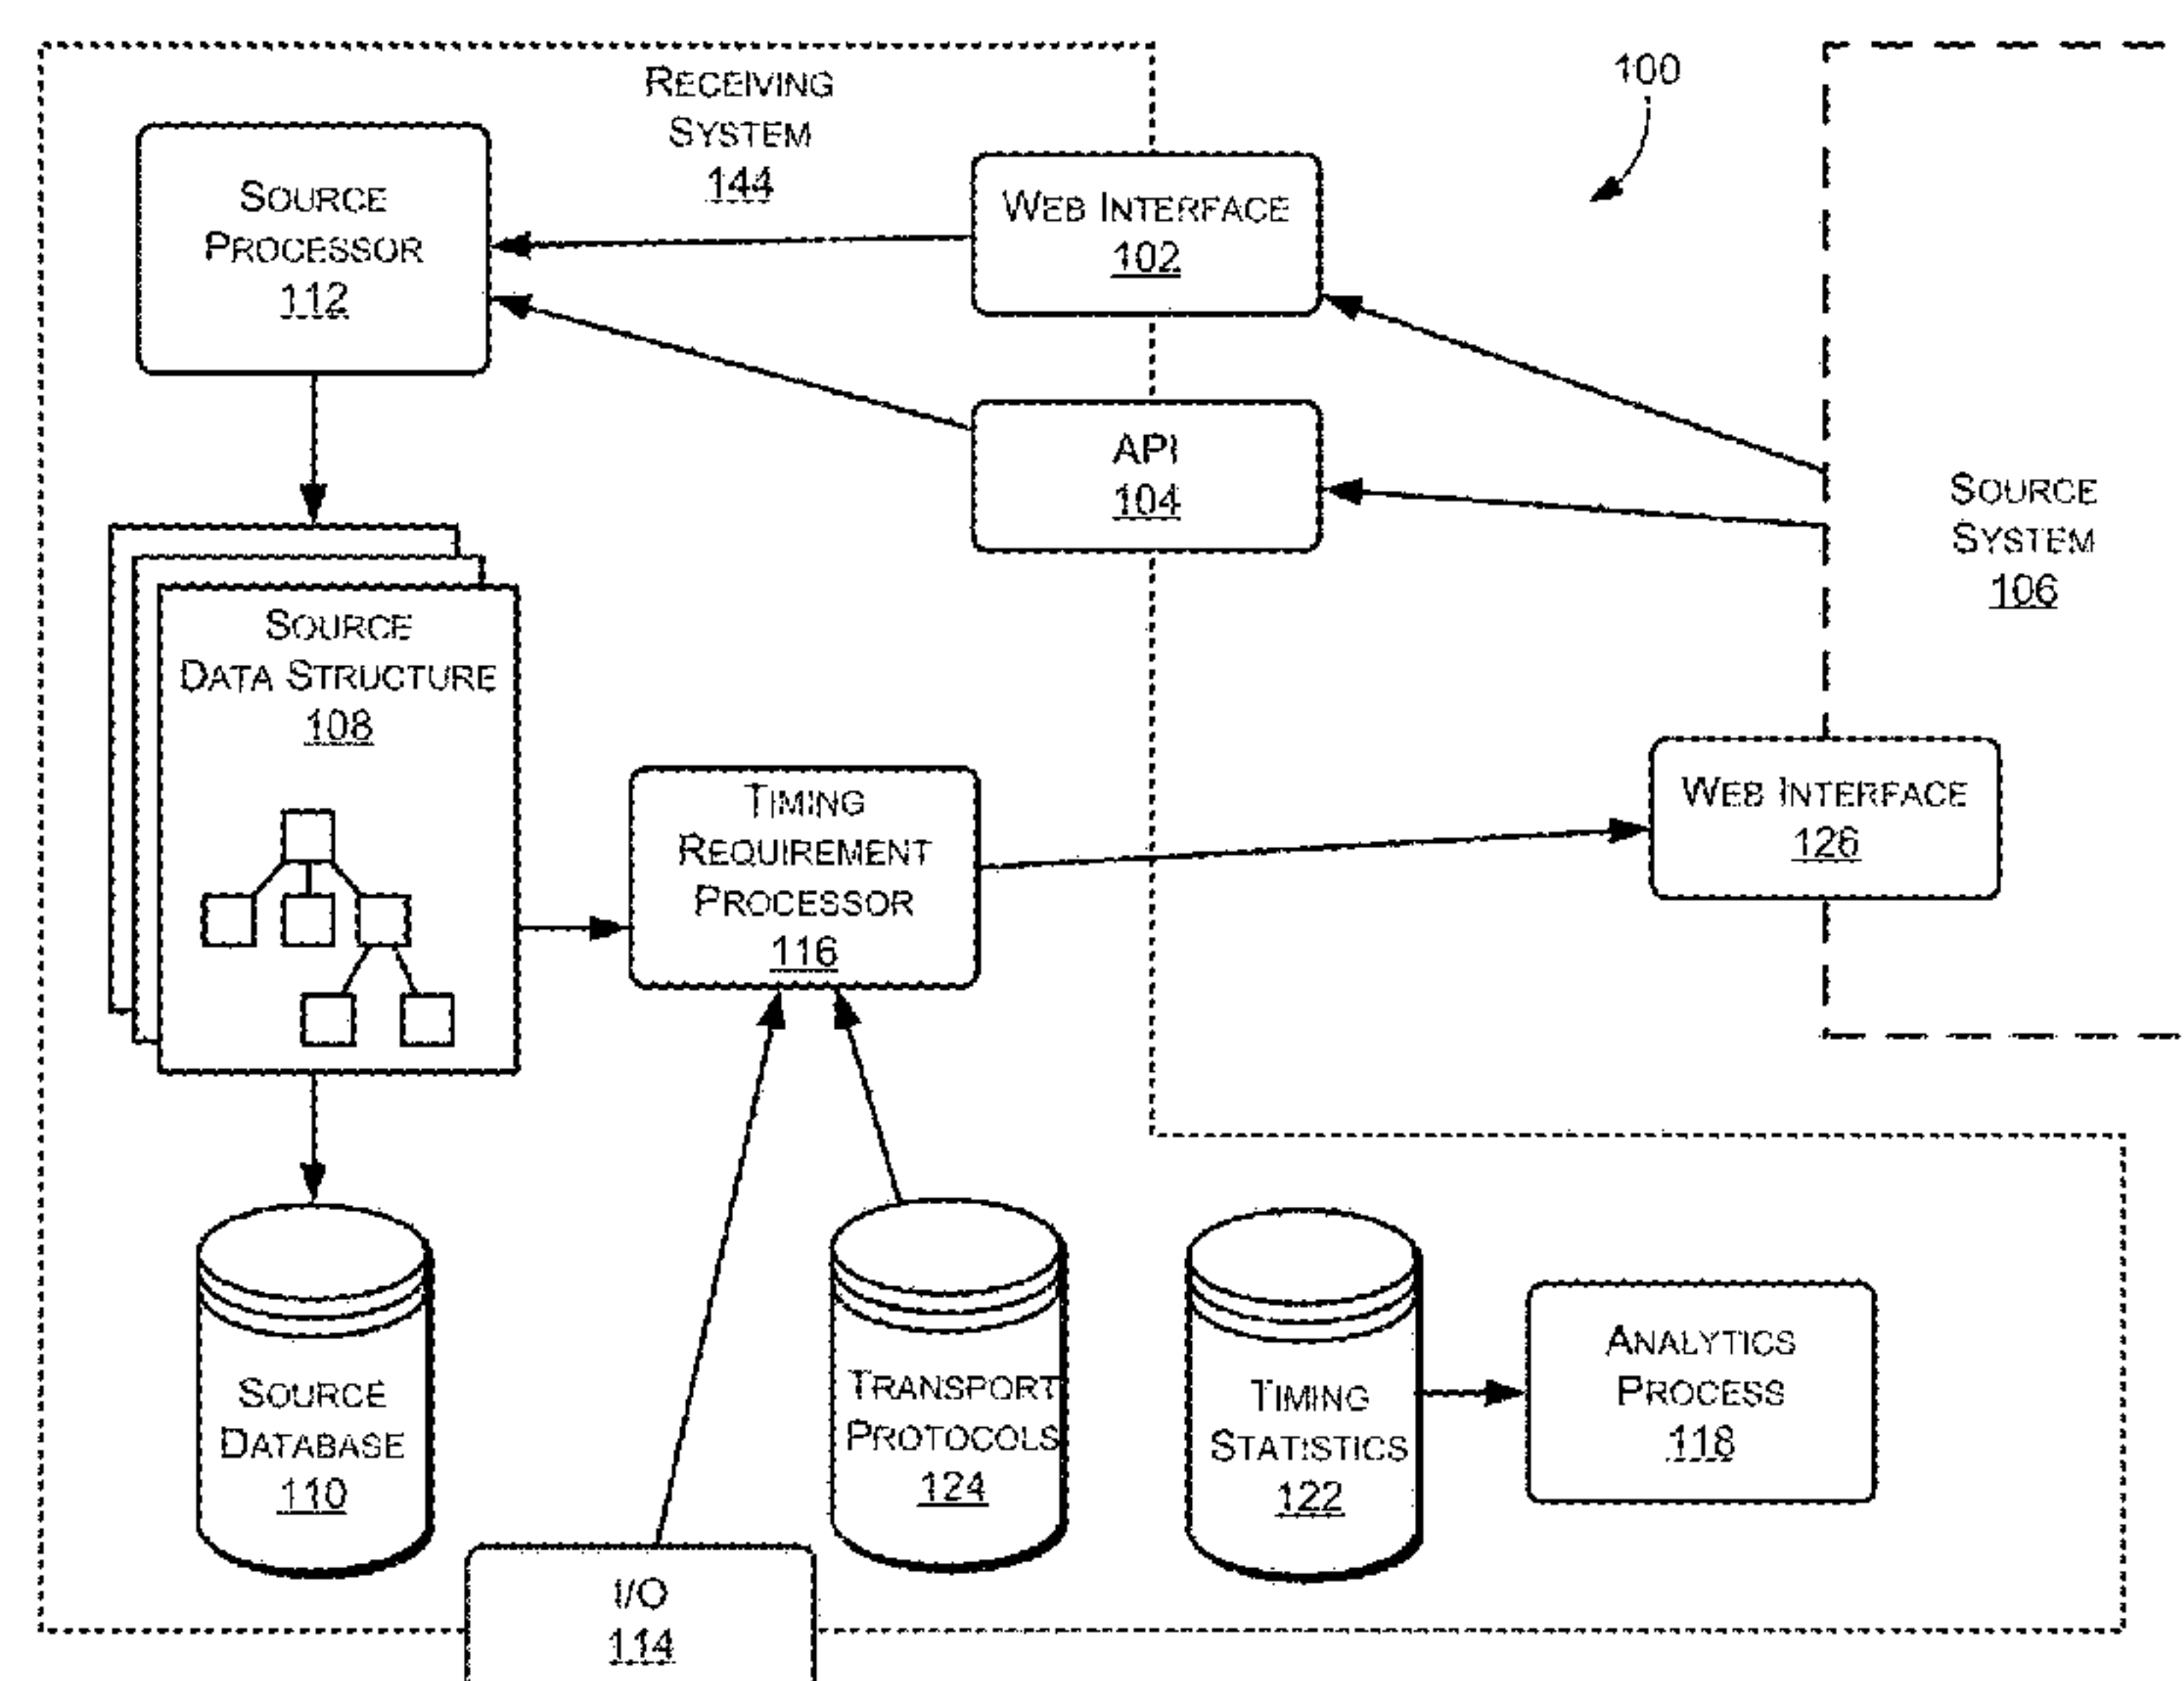 RECEIVING
SYSTEM
144
100
SOURCE
PROCESSOR
112
WEB INTERFACE
102
API
104
SOURCE
SYSTEM
106
SOURCE
DATA STRUCTURE
108
TIMING
REQUIREMENT
PROCESSOR
116
WEB INTERFACE
126
SOURCE
DATABASE
110
TRANSPORT
PROTOCOLS
124
TIMING
STATISTICS
122
ANALYTICS
PROCESS
118
I/O
114